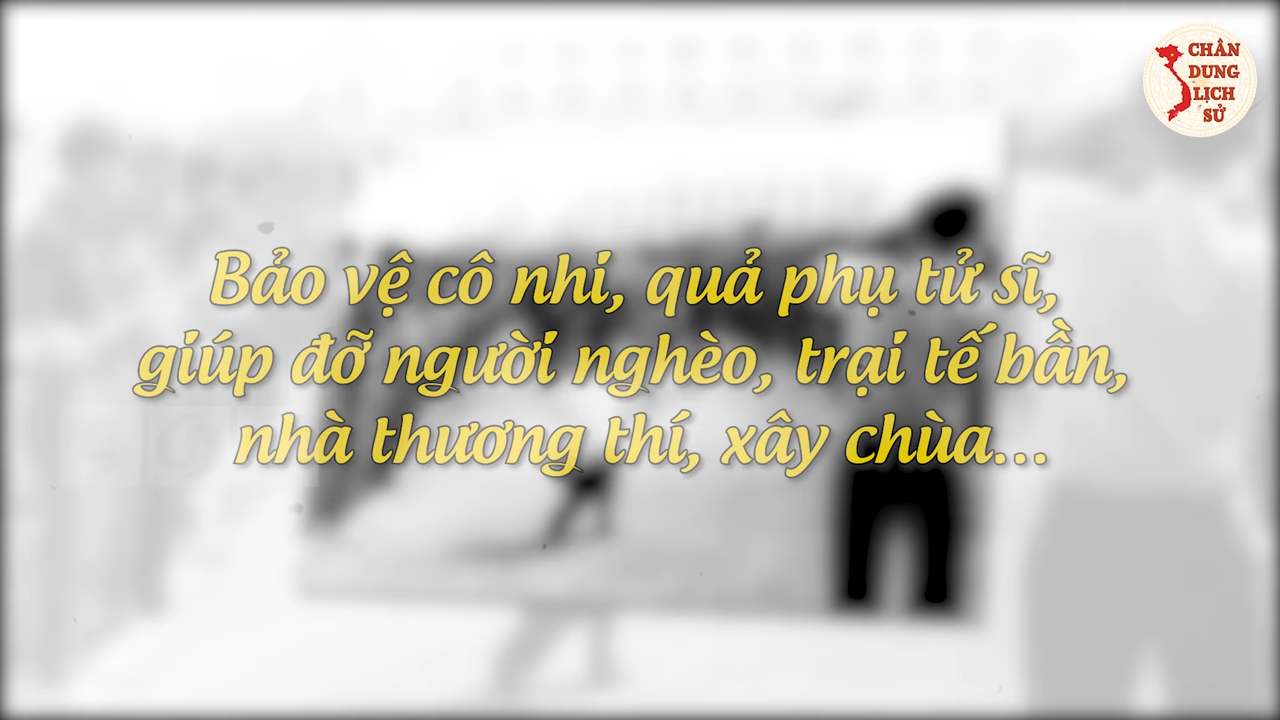 CHÂN
DUNG
LỊCH
SỬ
Bảo vệ cô nhi, quả phụ tử sĩ,
giúp đỡ người nghèo, trại tế bần,
nhà thương thí, xây chùa...